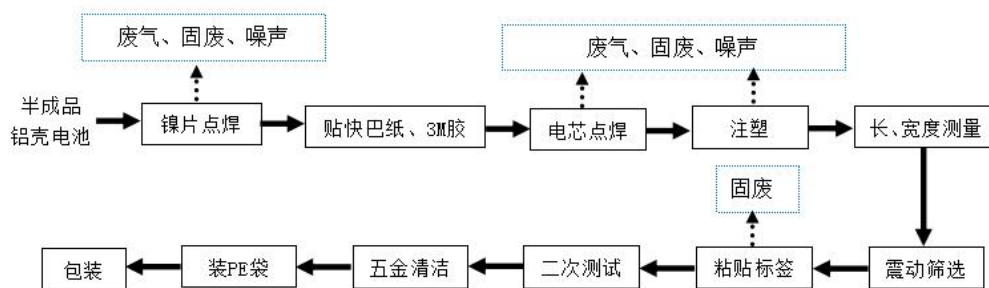 废气、固废、噪声
废气、固废、噪声
半成品
铝壳电池
镍片点焊
贴快巴纸、3M胶
电芯点焊
注塑
长、宽度测量
固废
包装
装PE袋
五金清洁
二次测试
粘贴标签
震动筛选